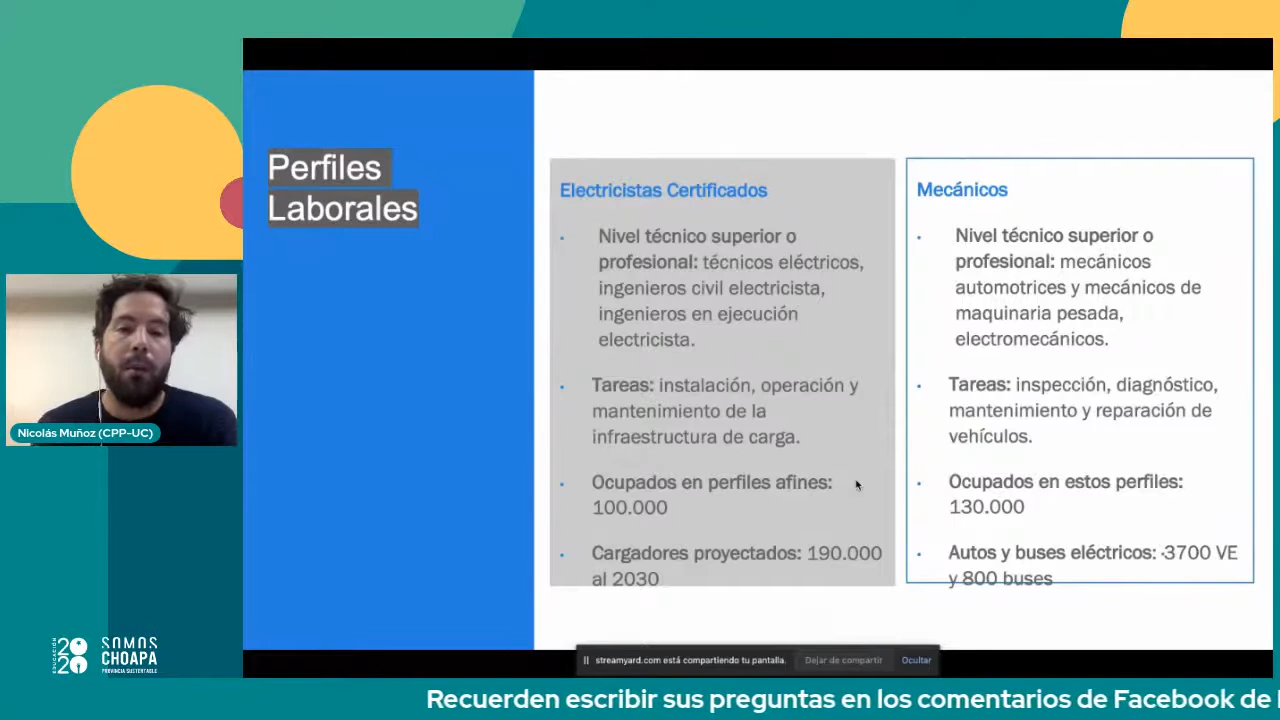 Perfiles
Laborales
Electricistas Certificados
Nivel técnico superior o
profesional: técnicos eléctricos,
ingenieros civil electricista,
ingenieros en ejecución
electricista.
Tareas: instalación, operación y
mantenimiento de la
infraestructura de carga.
Ocupados en perfiles afines:
100.000
Cargadores proyectados: 190.000
al 2030
Mecánicos
Nivel técnico superior o
profesional: mecánicos
automotrices y mecánicos de
maquinaria pesada,
electromecánicos.
Tareas: inspección, diagnóstico,
mantenimiento y reparación de
vehículos.
Ocupados en estos perfiles:
130.000
Autos y buses eléctricos: ·3700 VE
y 800 buses
Nicolás Muñoz (CPP-UC)
EDUCACIÓN
20
20
SOMOS
CHOAPA
PROVINCIA SUSTENTABLE
streamyard.com está compartiendo tu pantalla.
Dejar de compartir
Ocultar
Recuerden escribir sus preguntas en los comentarios de Facebook de